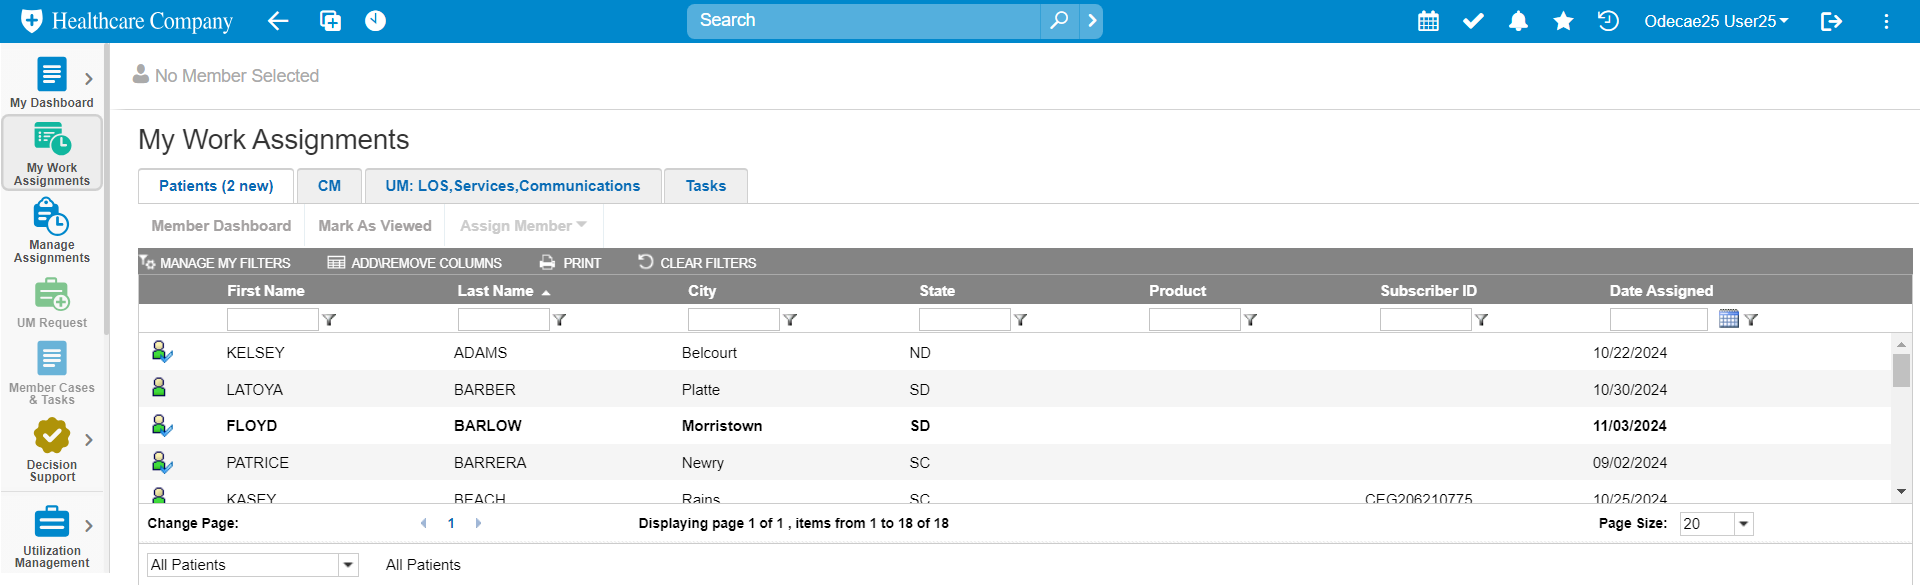 Healthcare Company
Search
Odecae25 User25
My Dashboard
My Work
Assignments
Manage
Assignments
UM Request
Member Cases
& Tasks
Decision
Support
Utilization
Management
No Member Selected
My Work Assignments
Patients (2 new) CM UM: LOS,Services,Communications Tasks
Member Dashboard Mark As Viewed Assign Member
MANAGE MY FILTERS ADD\REMOVE COLUMNS PRINT CLEAR FILTERS
First Name Last Name City State Product Subscriber ID Date Assigned
KELSEY ADAMS Belcourt ND 10/22/2024
LATOYA BARBER Platte SD 10/30/2024
FLOYD BARLOW Morristown SD 11/03/2024
PATRICE BARRERA Newry SC 09/02/2024
KASEY BEACH Rains SC CEG206210775 10/25/2024
Change Page: 1 Displaying page 1 of 1 , items from 1 to 18 of 18 Page Size: 20
All Patients All Patients